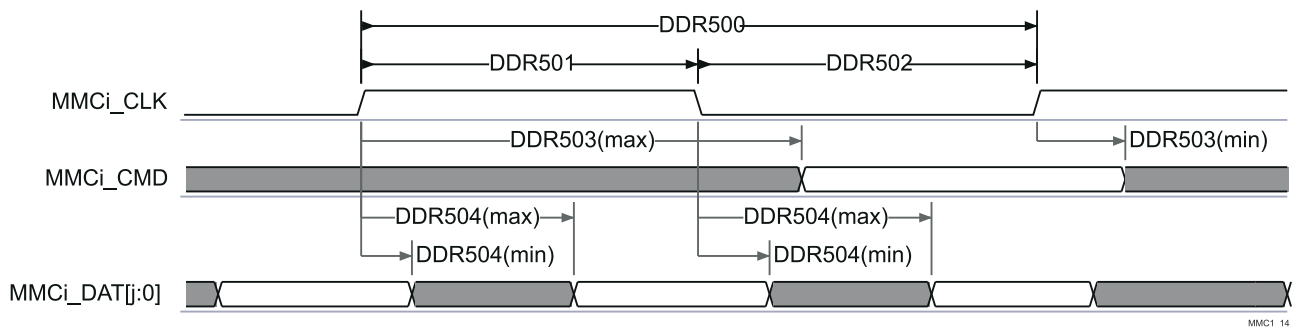 DDR500
DDR501 DDR502
MMCi_CLK
DDR503(max) DDR503(min)
MMCi_CMD
DDR504(max) DDR504(max)
DDR504(min) DDR504(min)
MMCi_DAT[j:0]
MMC1_14